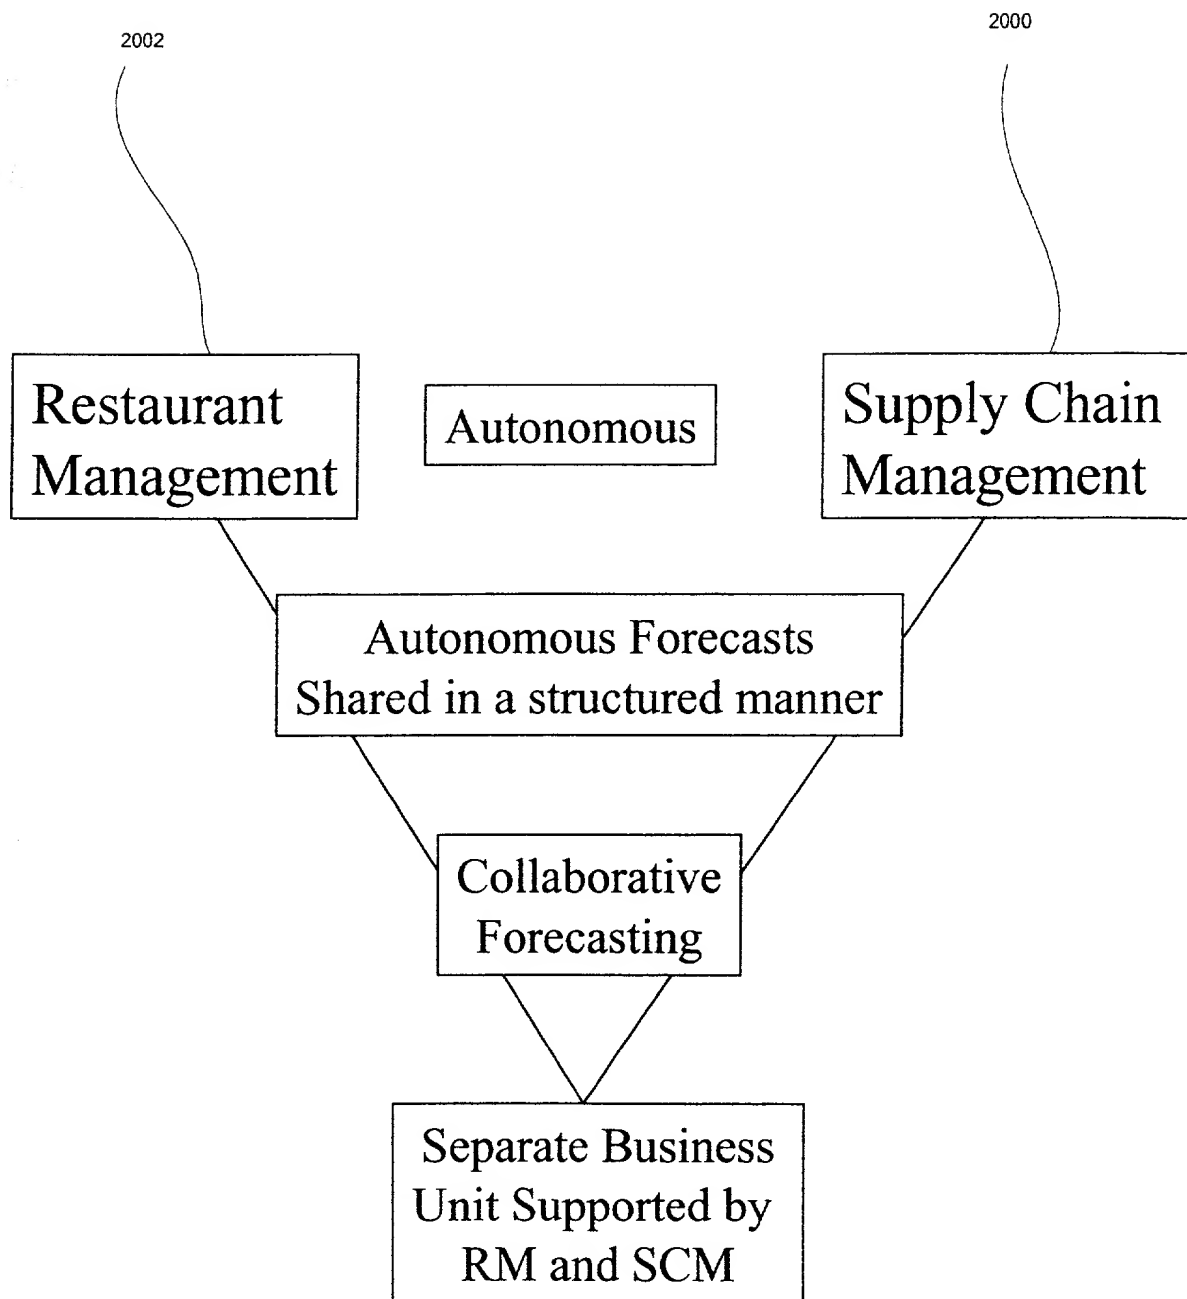 2002
2000
Restaurant
Management
Autonomous
Supply Chain
Management
Autonomous Forecasts
Shared in a structured manner
Collaborative
Forecasting
Separate Business
Unit Supported by
RM and SCM